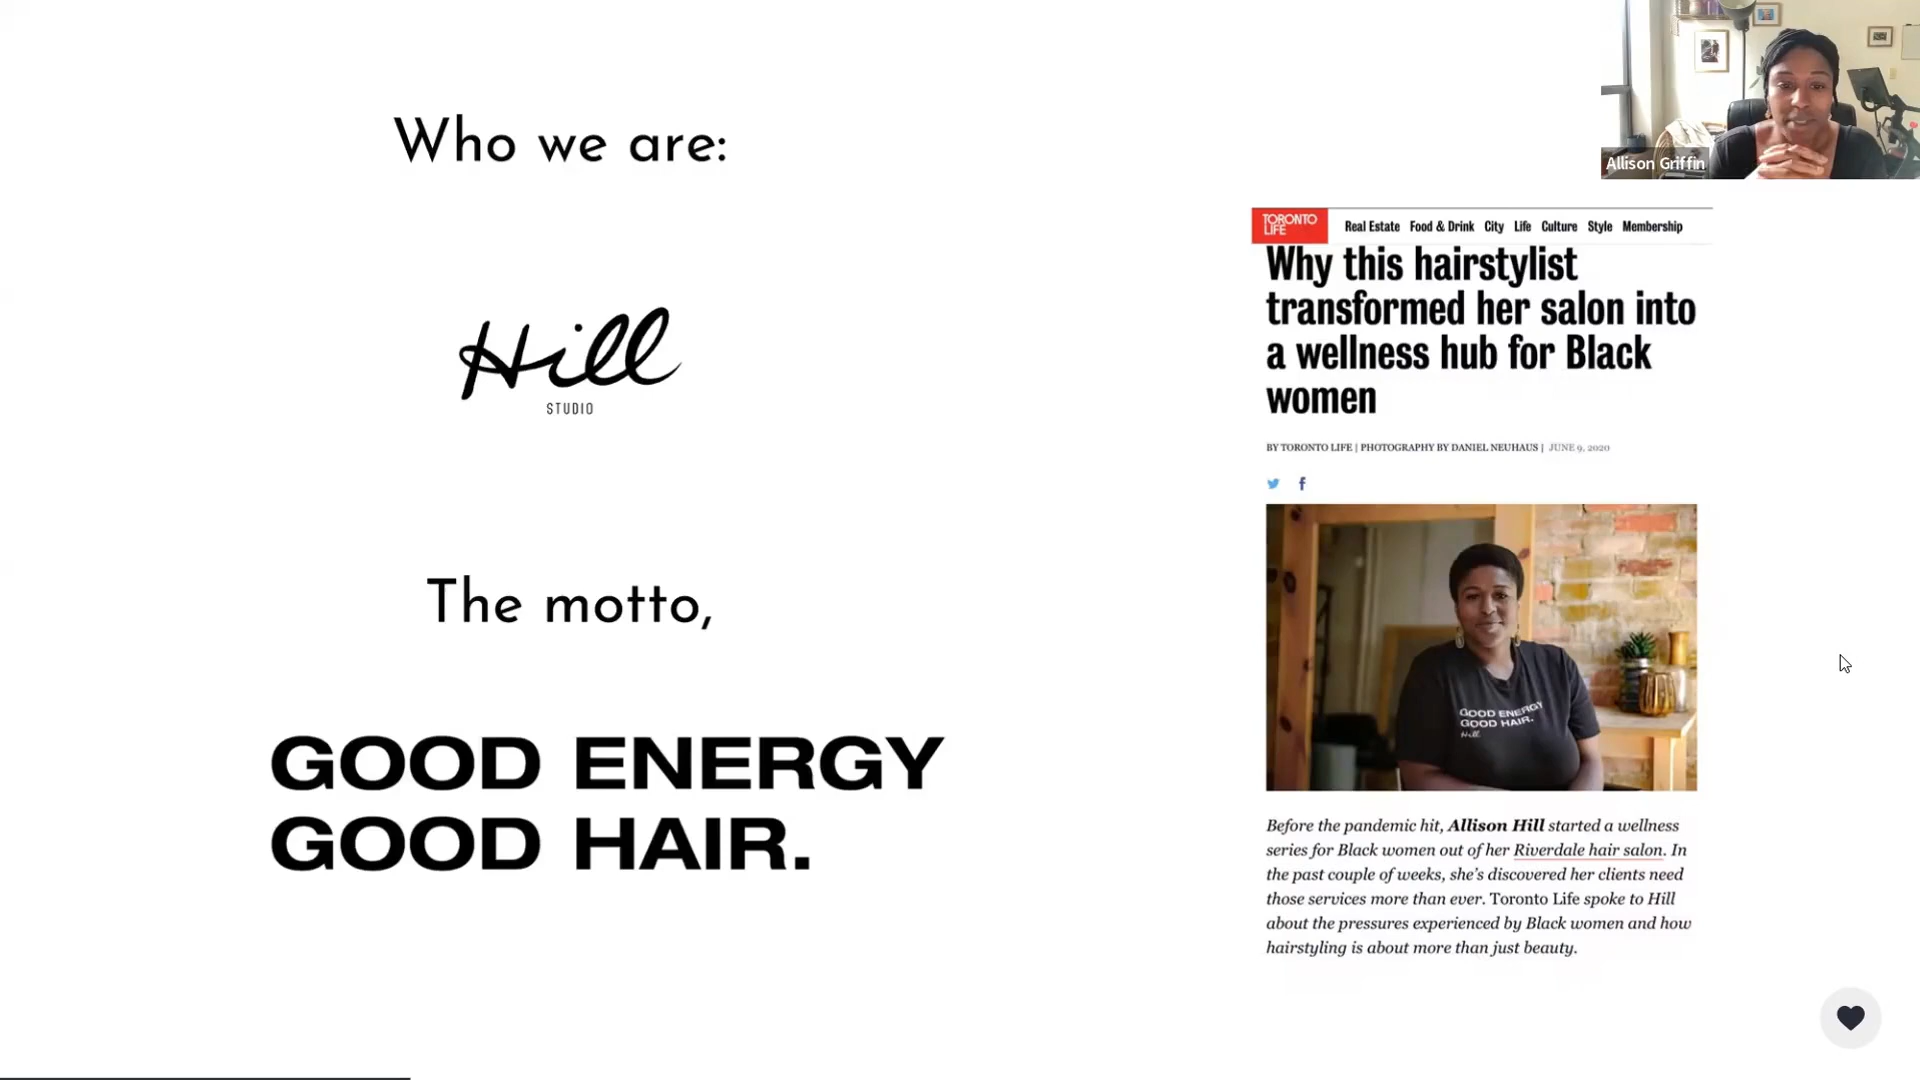 Who we are:
Hill
STUDIO
The motto,
GOOD ENERGY
GOOD HAIR.
Allison Griffin
TORONTO
LIFE
Real Estate Food & Drink City Life Culture Style Membership
Why this hairstylist
transformed her salon into
a wellness hub for Black
women
BY TORONTO LIFE | PHOTOGRAPHY BY DANIEL NEUHAUS | JUNE 9, 2020
GOOD ENERGY
GOOD HAIR.
Hill
Before the pandemic hit, Allison Hill started a wellness
series for Black women out of her Riverdale hair salon. In
the past couple of weeks, she's discovered her clients need
those services more than ever. Toronto Life spoke to Hill
about the pressures experienced by Black women and how
hairstyling is about more than just beauty.